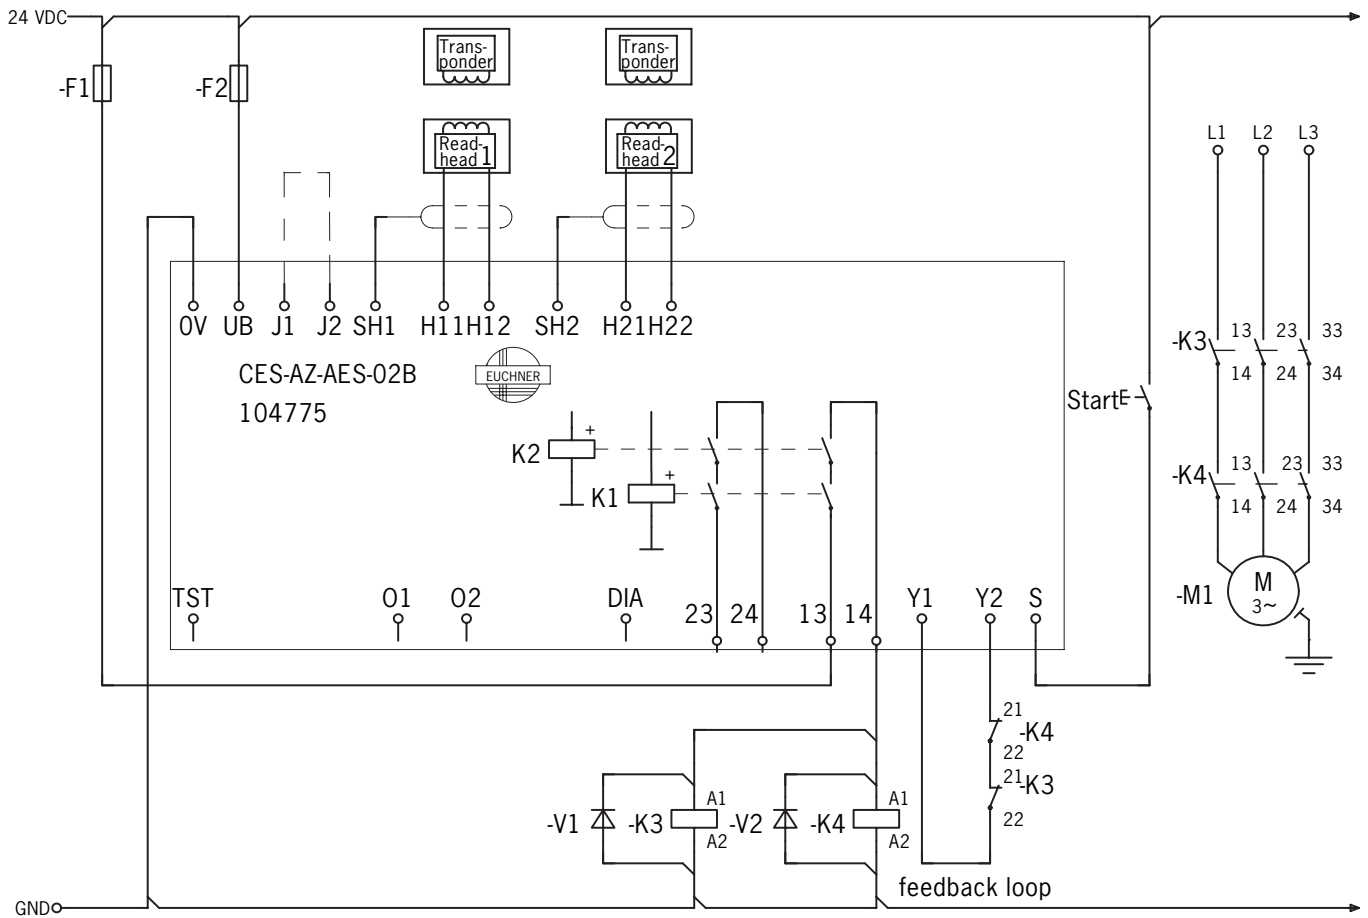 24 VDC
-F1
-F2
Trans-
ponder
Trans-
ponder
Read-
head 1
Read-
head 2
L1 L2 L3
0V UB J1 J2 SH1 H11 H12 SH2 H21 H22
CES-AZ-AES-02B
104775
EUCHNER
K2
+
K1
+
Start
-K3
13 23 33
14 24 34
-K4
13 23 33
14 24 34
-M1
M
3~
TST O1 O2 DIA 23 24 13 14 Y1 Y2 S
21
-K4
22
21
-K3
22
-V1
-K3
A1
A2
-V2
-K4
A1
A2
feedback loop
GND